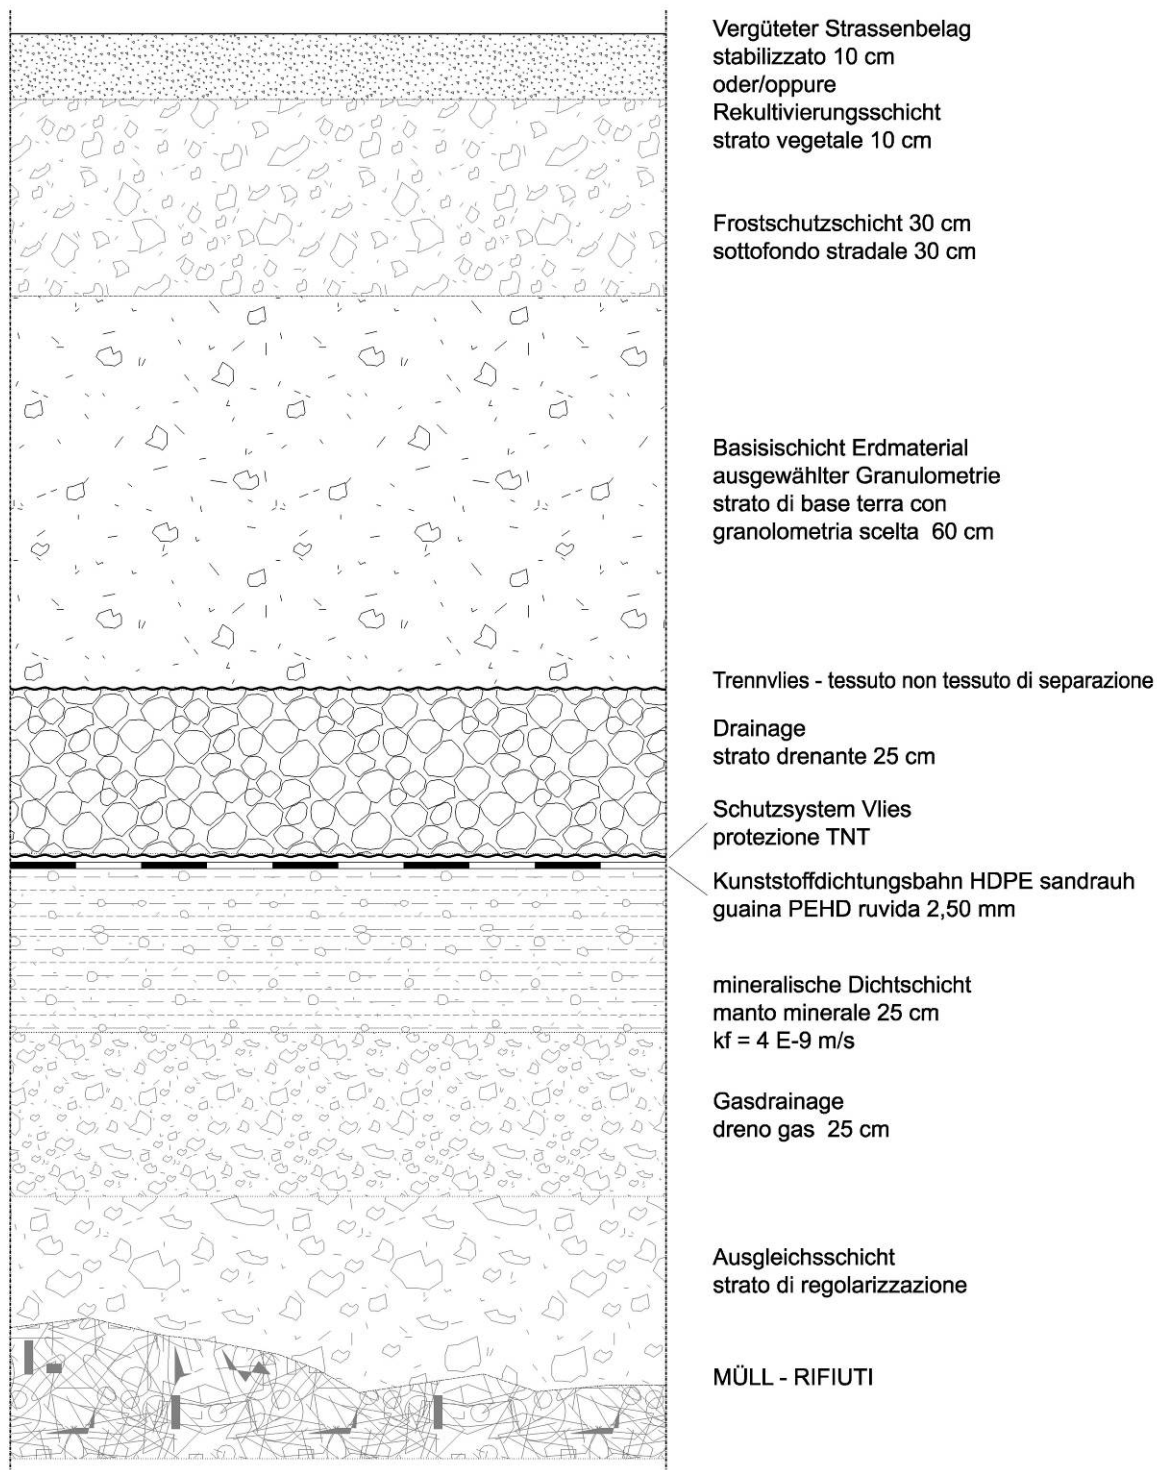 Vergüteter Strassenbelag
stabilizzato 10 cm
oder/oppure
Rekultivierungsschicht
strato vegetale 10 cm
Frostschutzschicht 30 cm
sottofondo stradale 30 cm
Basisischicht Erdmaterial
ausgewählter Granulometrie
strato di base terra con
granolometria scelta  60 cm
Trennvlies - tessuto non tessuto di separazione
Drainage
strato drenante 25 cm
Schutzsystem Vlies
protezione TNT
Kunststoffdichtungsbahn HDPE sandrauh
guaina PEHD ruvida 2,50 mm
mineralische Dichtschicht
manto minerale 25 cm
kf = 4 E-9 m/s
Gasdrainage
dreno gas  25 cm
Ausgleichsschicht
strato di regolarizzazione
MÜLL - RIFIUTI